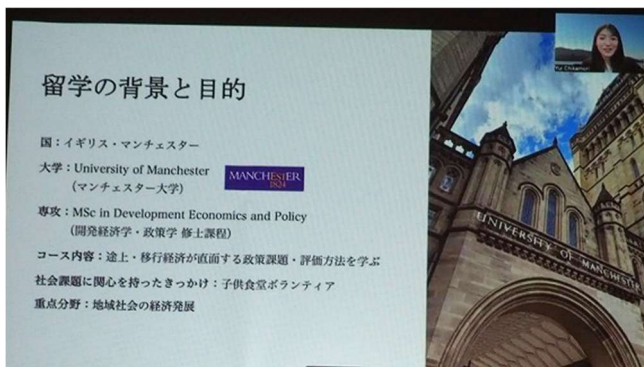 留学の背景と目的
国：イギリス・マンチェスター
大学：University of Manchester
（マンチェスター大学）
MANCHESTER
1824
専攻：MSc in Development Economics and Policy
（開発経済学・政策学 修士課程）
コース内容：途上・移行経済が直面する政策課題・評価方法を学ぶ
社会課題に関心を持ったきっかけ：子供食堂ボランティア
重点分野：地域社会の経済発展
UNIVERSITY OF MANCHESTER